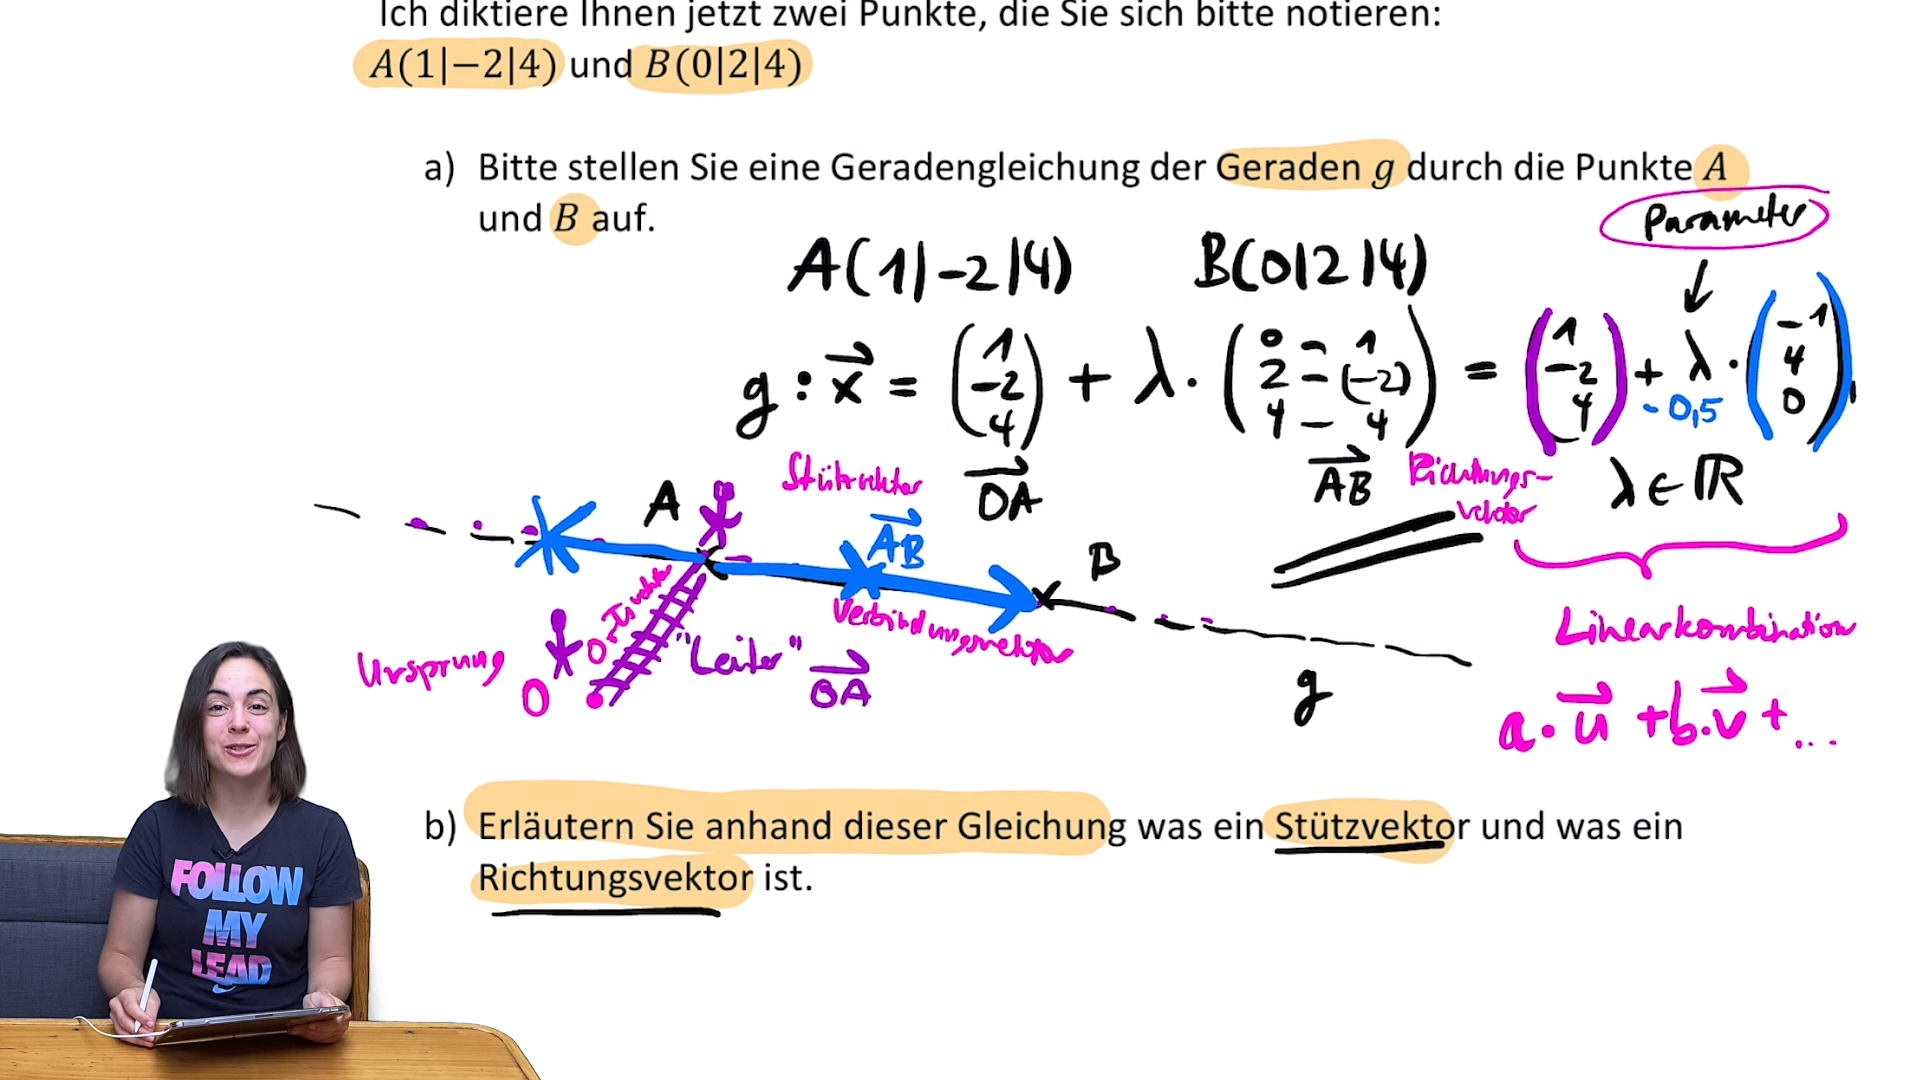 Ich diktiere Ihnen jetzt zwei Punkte, die Sie sich bitte notieren:
A(1|−2|4) und B(0|2|4)
a) Bitte stellen Sie eine Geradengleichung der Geraden g durch die Punkte A
und B auf.
Parameter
A(1|-2|4) B(0|2|4)
g: x⃗ = (1 -2 4) + λ · (0 - 1 2 - (-2) 4 - 4) = (1 -2 4) + λ · (-1 4 0),
-0,5
Stützvektor OA⃗ AB⃗ Richtungs-
vektor
λ ∈ ℝ
A AB⃗ B
Verbindungsvektor
Ursprung O O-Tsvektor "Leiter" OA⃗
g
Linearkombination
a·u⃗ + b·v⃗ + ...
b) Erläutern Sie anhand dieser Gleichung was ein Stützvektor und was ein
Richtungsvektor ist.
FOLLOW
MY
LEAD